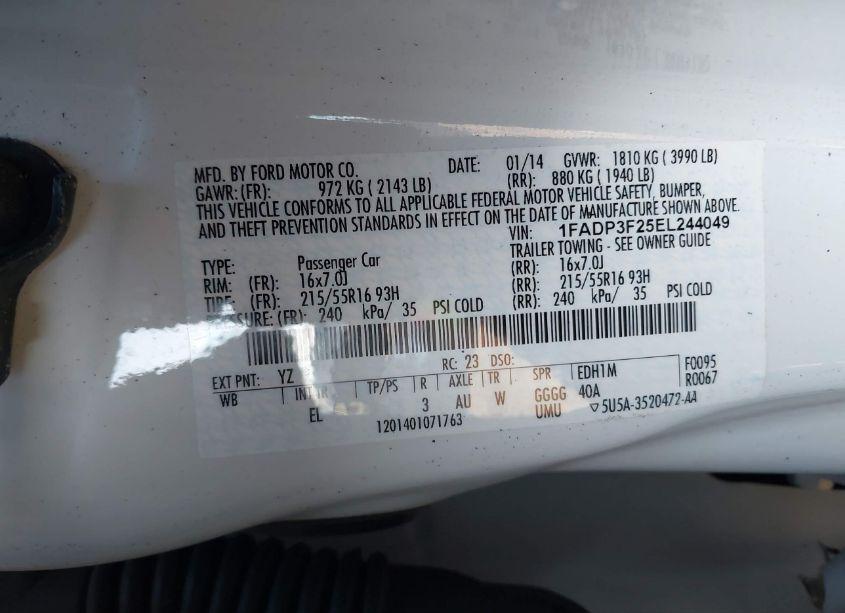 MFD. BY FORD MOTOR CO. DATE: 01/14 GVWR: 1810 KG ( 3990 LB)
GAWR: (FR): 972 KG ( 2143 LB) (RR): 880 KG ( 1940 LB)
THIS VEHICLE CONFORMS TO ALL APPLICABLE FEDERAL MOTOR VEHICLE SAFETY, BUMPER,
AND THEFT PREVENTION STANDARDS IN EFFECT ON THE DATE OF MANUFACTURE SHOWN ABOVE.
VIN: 1FADP3F25EL244049
TYPE: Passenger Car TRAILER TOWING - SEE OWNER GUIDE
RIM: (FR): 16x7.0J (RR): 16x7.0J
TIRE (FR): 215/55R16 93H (RR): 215/55R16 93H
(FR): 240 kPa/ 35 PSI COLD (RR): 240 kPa/ 35 PSI COLD
EXT PNT: YZ RC: 23 DSO:
WB INT TR TP/PS R AXLE TR SPR EDH1M F0095
EL 3 AU W GGGG 40A R0067
1201401071763 UMU ▽5U5A-3520472-AA